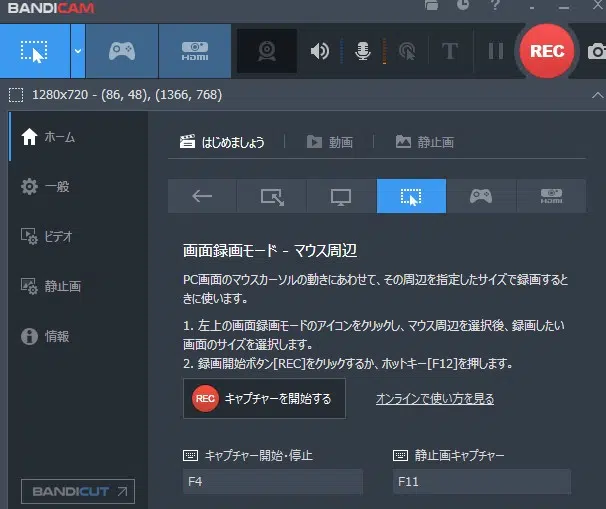 BANDICAM
HDMI
T
REC
1280x720 - (86, 48), (1366, 768)
ホーム
はじめましょう
動画
静止画
一般
HDMI
ビデオ
画面録画モード - マウス周辺
静止画
PC画面のマウスカーソルの動きにあわせて、その周辺を指定したサイズで録画すると
きに使います。
情報
1. 左上の画面録画モードのアイコンをクリックし、マウス周辺を選択後、録画したい
画面のサイズを選択します。
2. 録画開始ボタン[REC]をクリックするか、ホットキー[F12]を押します。
REC キャプチャーを開始する
オンラインで使い方を見る
キャプチャー開始・停止
静止画キャプチャー
F4
F11
BANDICUT